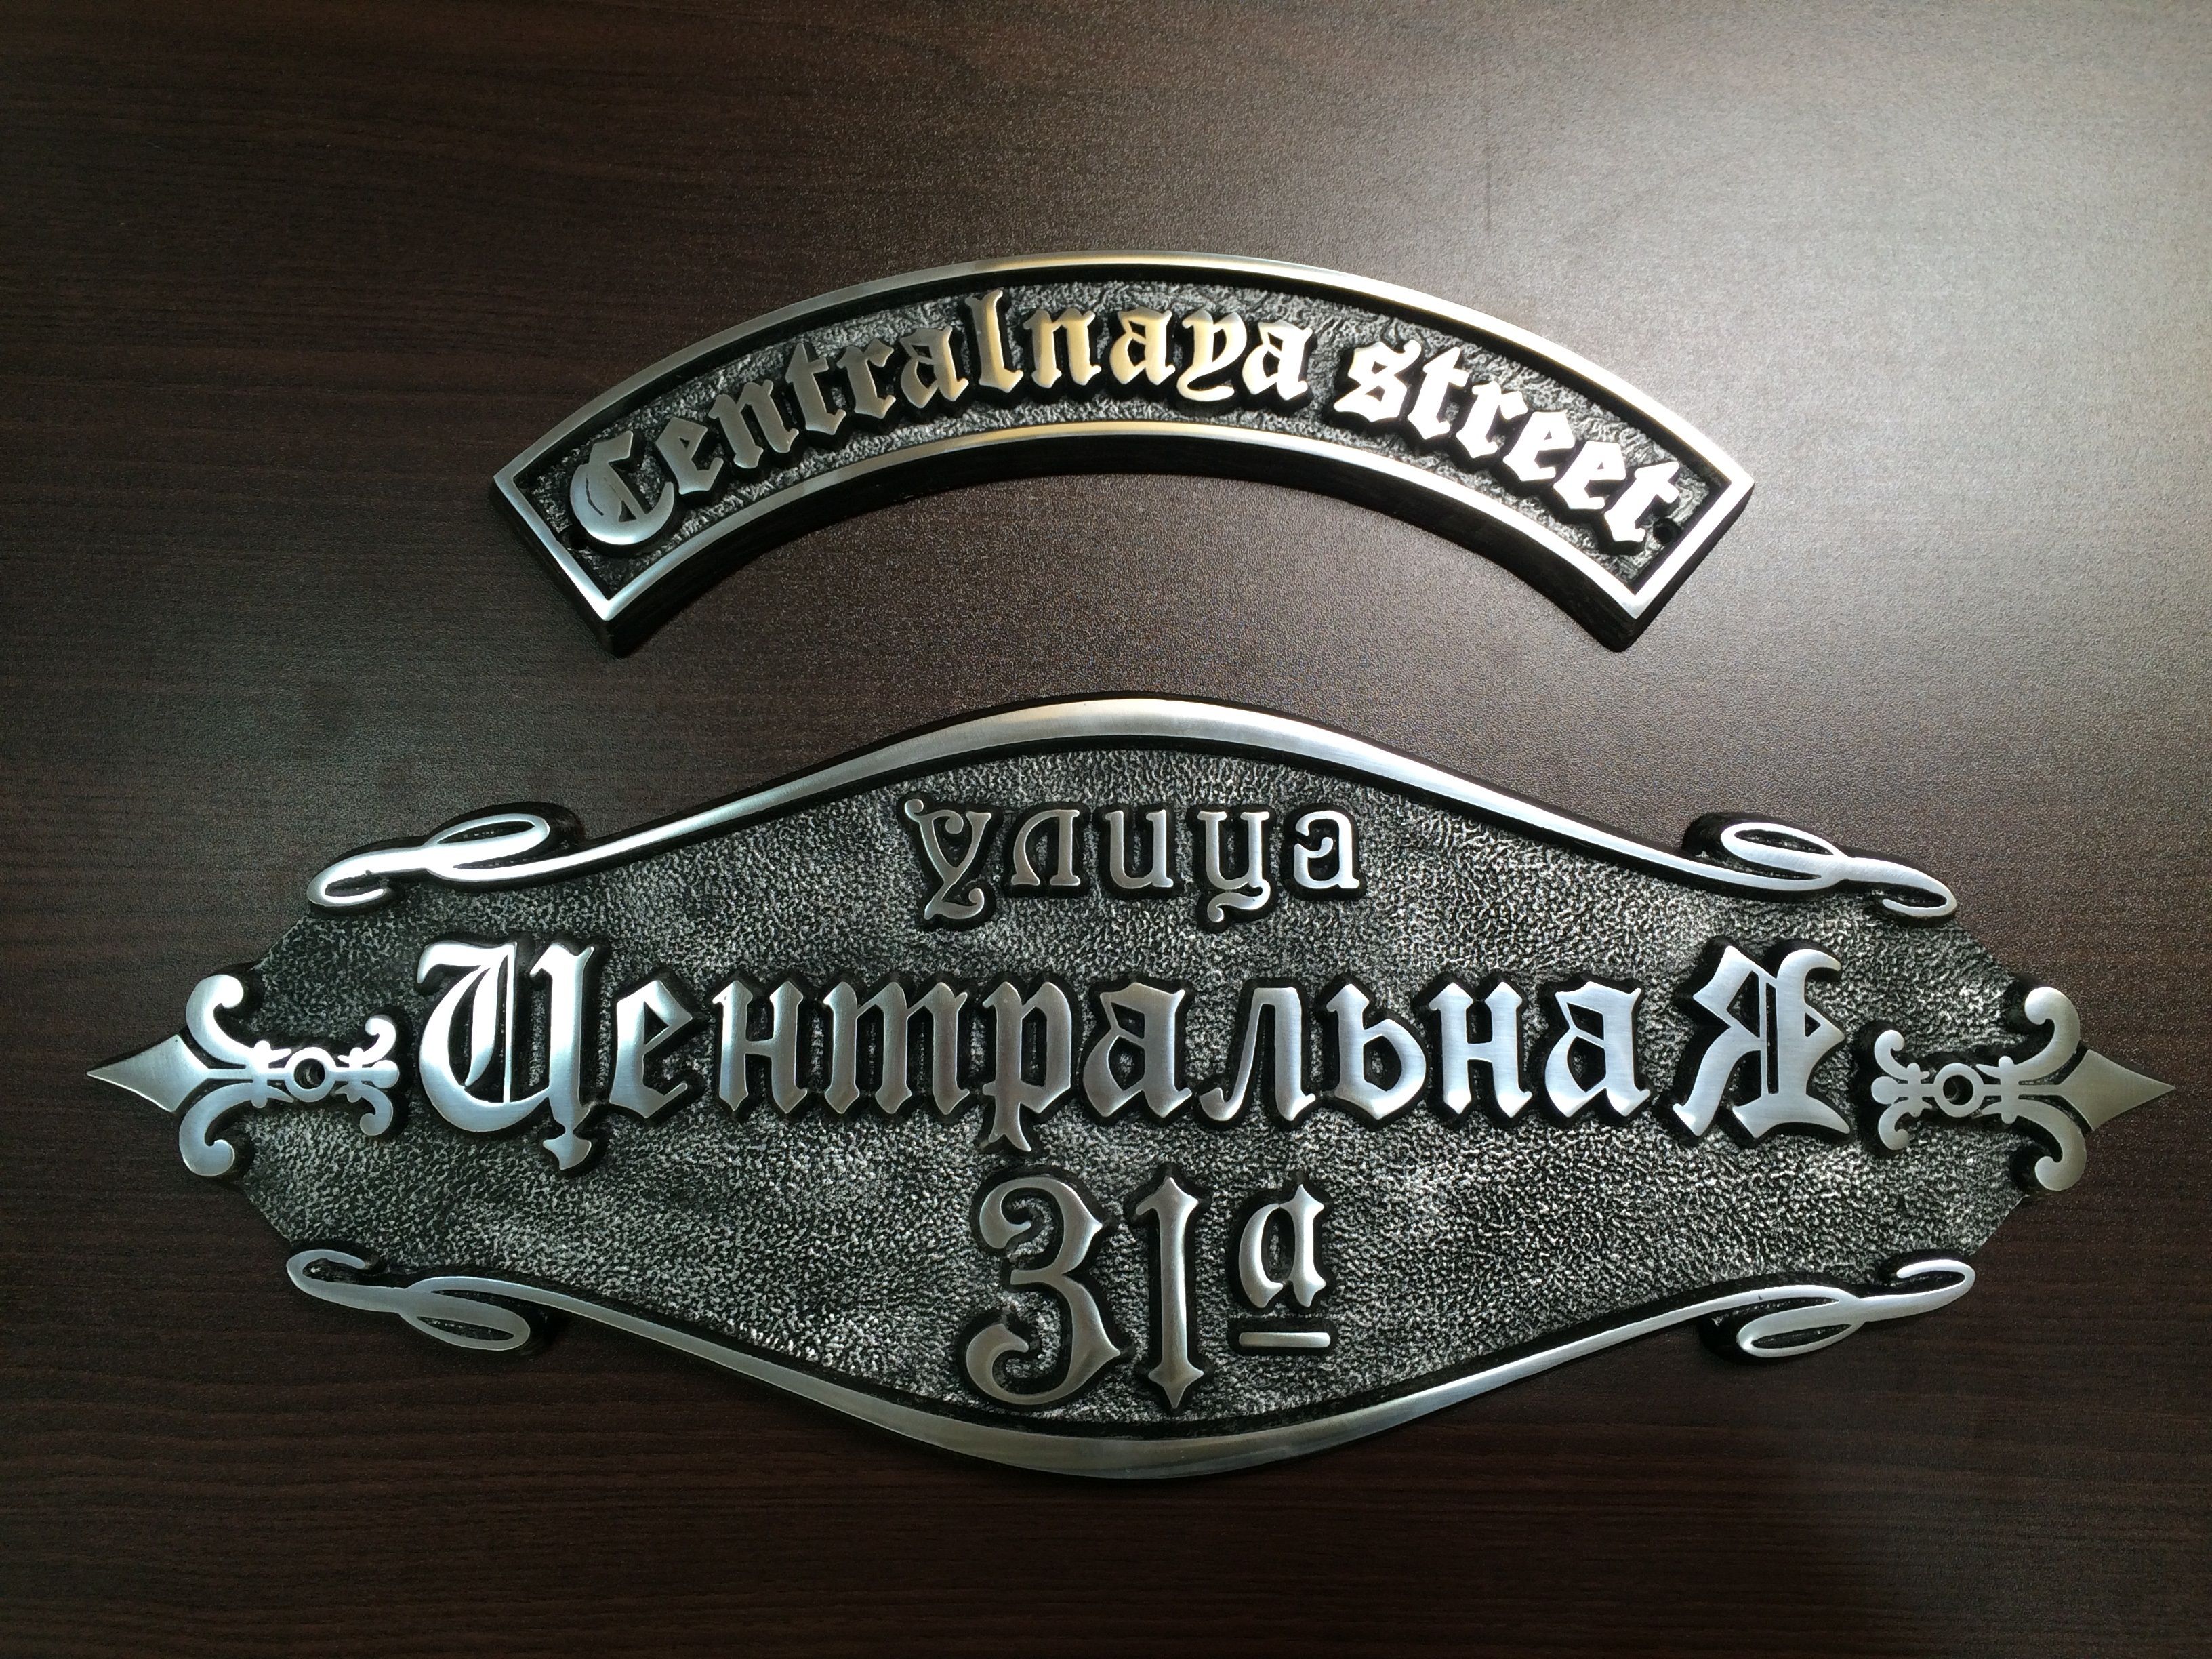 Centralnaya street
улица
ЦентральнаЯ
31а